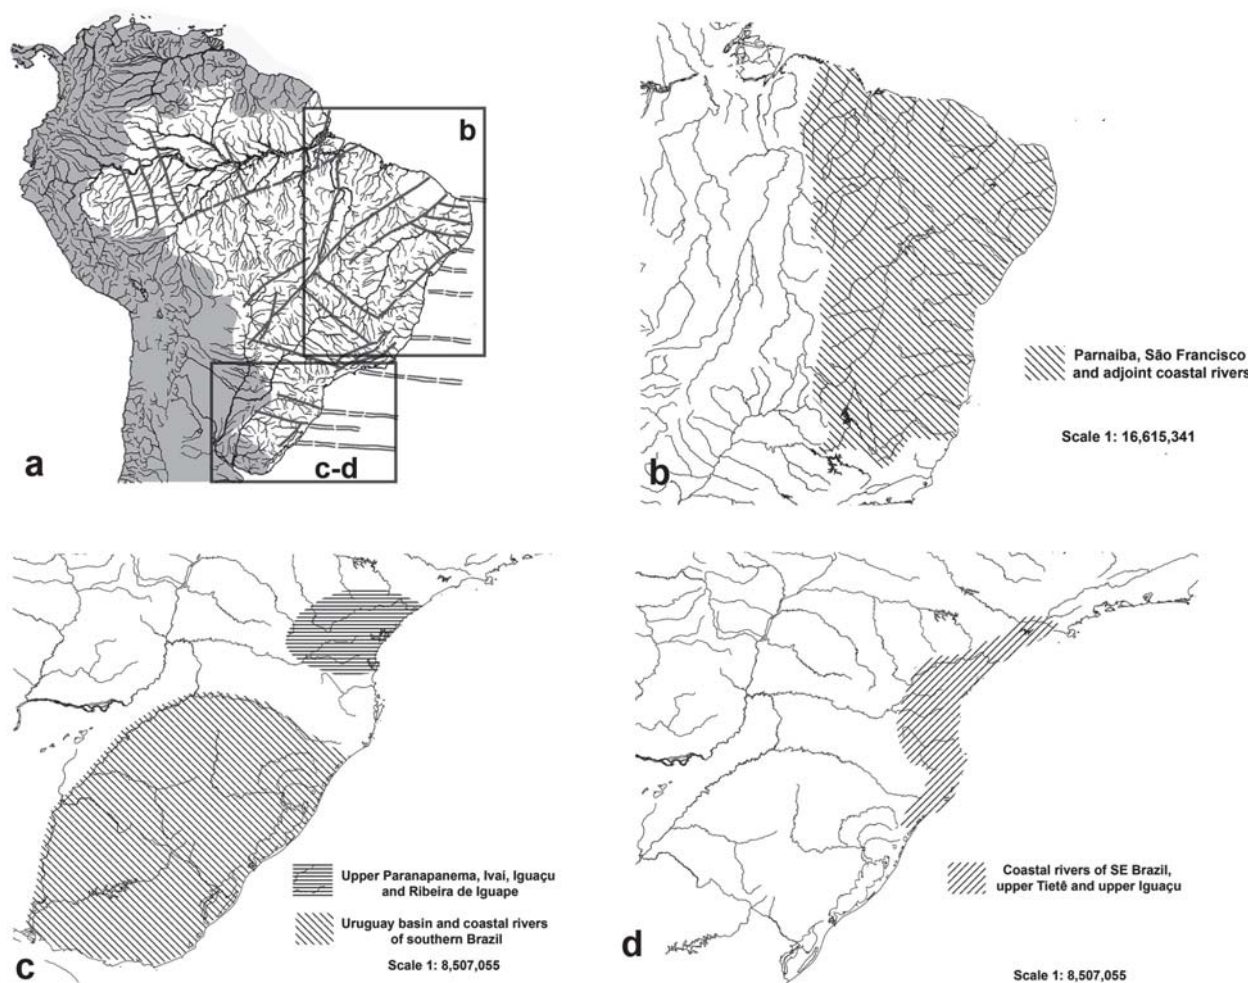 a
b
c-d
b
Parnaiba, São Francisco
and adjoint coastal rivers
Scale 1: 16,615,341
c
Upper Paranapanema, Ivaí, Iguaçu
and Ribeira de Iguape
Uruguay basin and coastal rivers
of southern Brazil
Scale 1: 8,507,055
d
Coastal rivers of SE Brazil,
upper Tietê and upper Iguaçu
Scale 1: 8,507,055